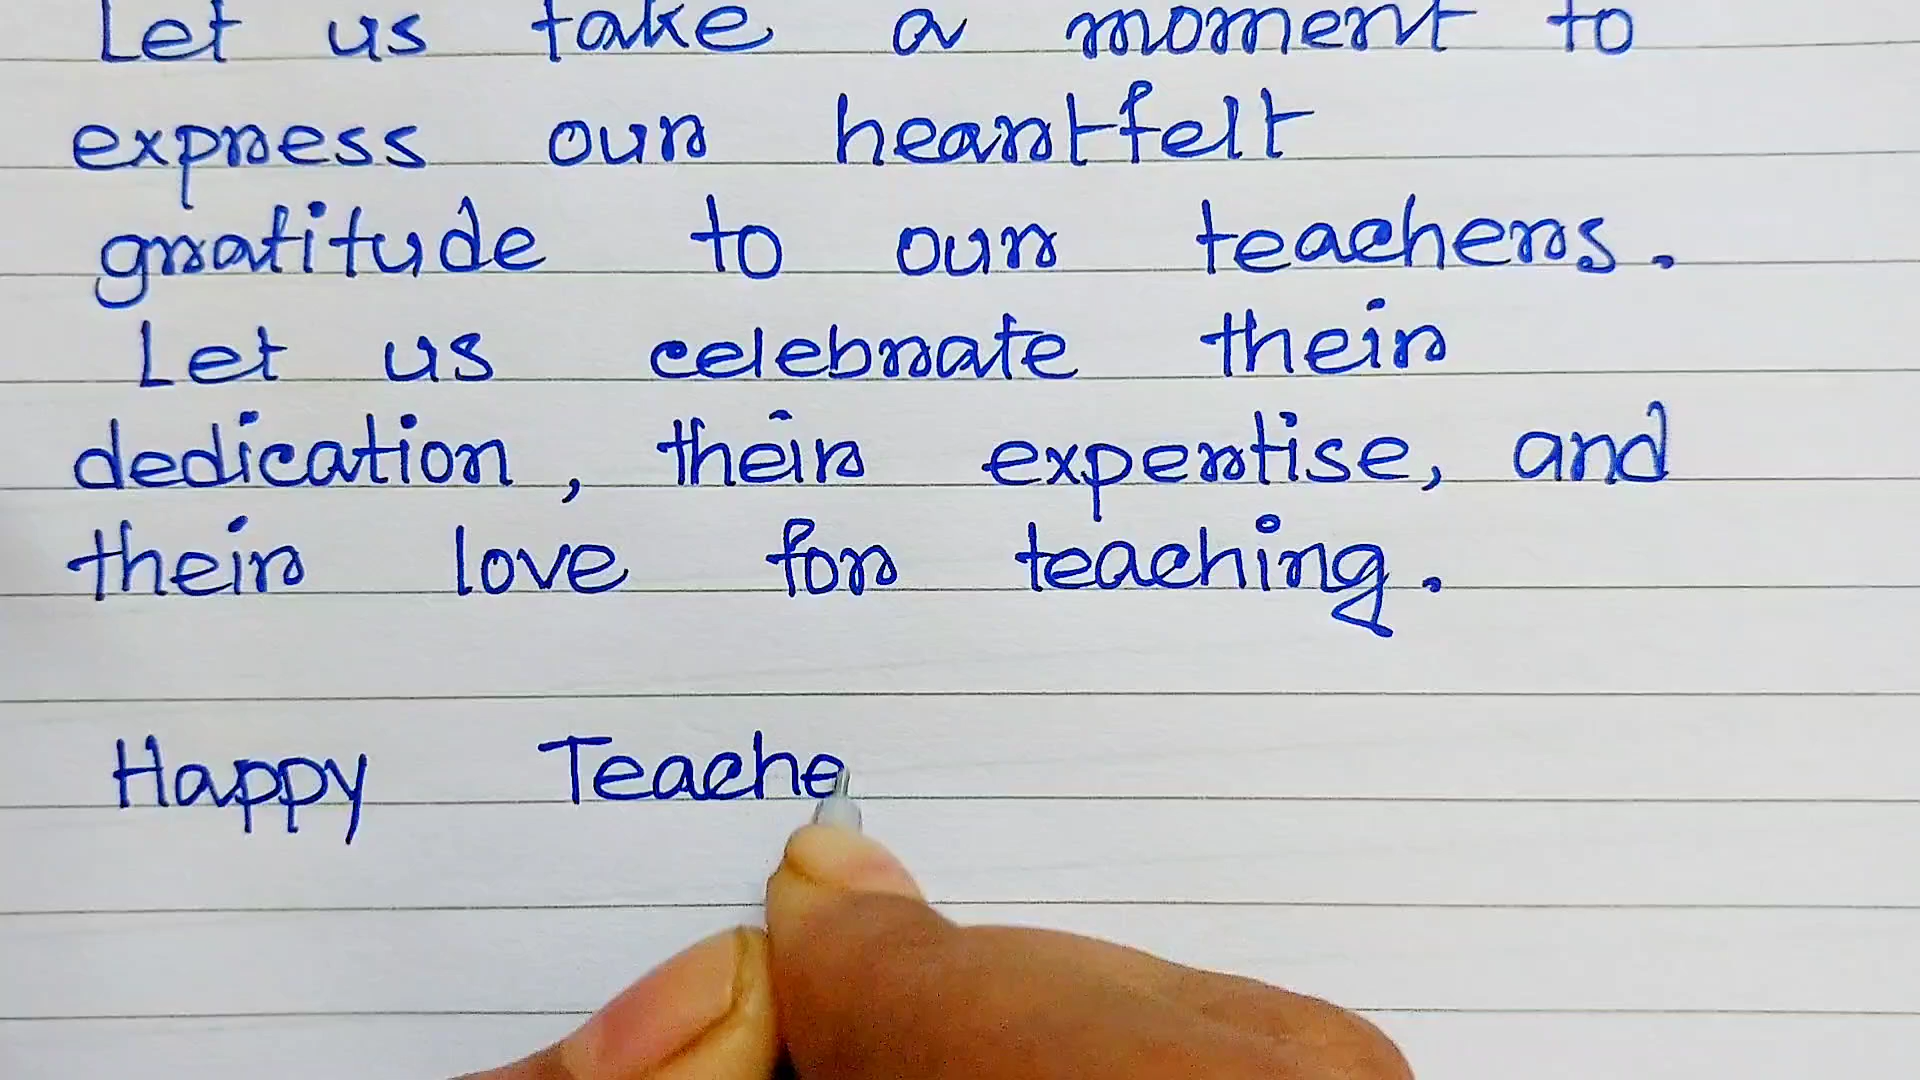 Let us take a moment to
express our heartfelt
gratitude to our teachers.
Let us celebrate their
dedication, their expertise, and
their love for teaching.
Happy Teache